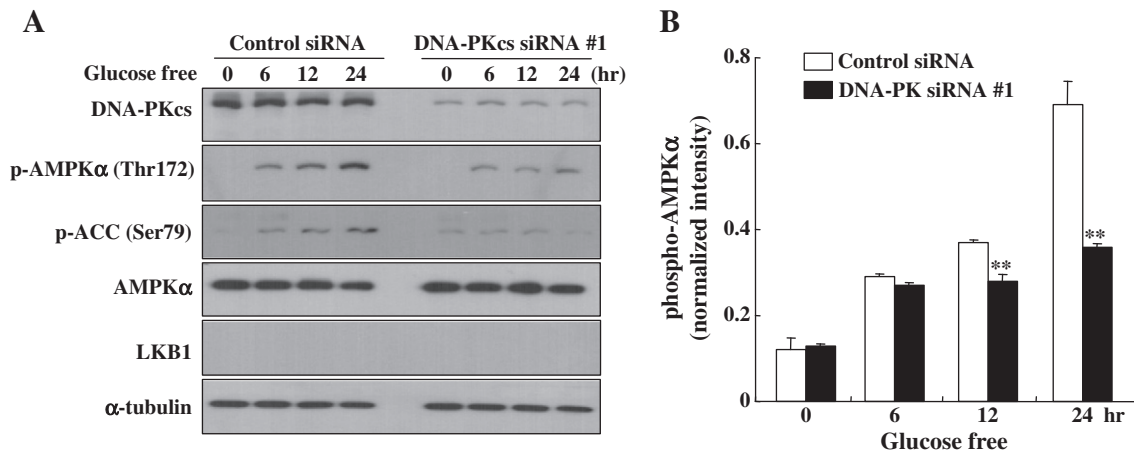 A
Control siRNA DNA-PKcs siRNA #1
Glucose free 0 6 12 24 0 6 12 24 (hr)
DNA-PKcs
p-AMPKα (Thr172)
p-ACC (Ser79)
AMPKα
LKB1
α-tubulin
B
Control siRNA
DNA-PK siRNA #1
phospho-AMPKα
(normalized intensity)
0.8
0.6
0.4
0.2
0
**
**
0 6 12 24 hr
Glucose free